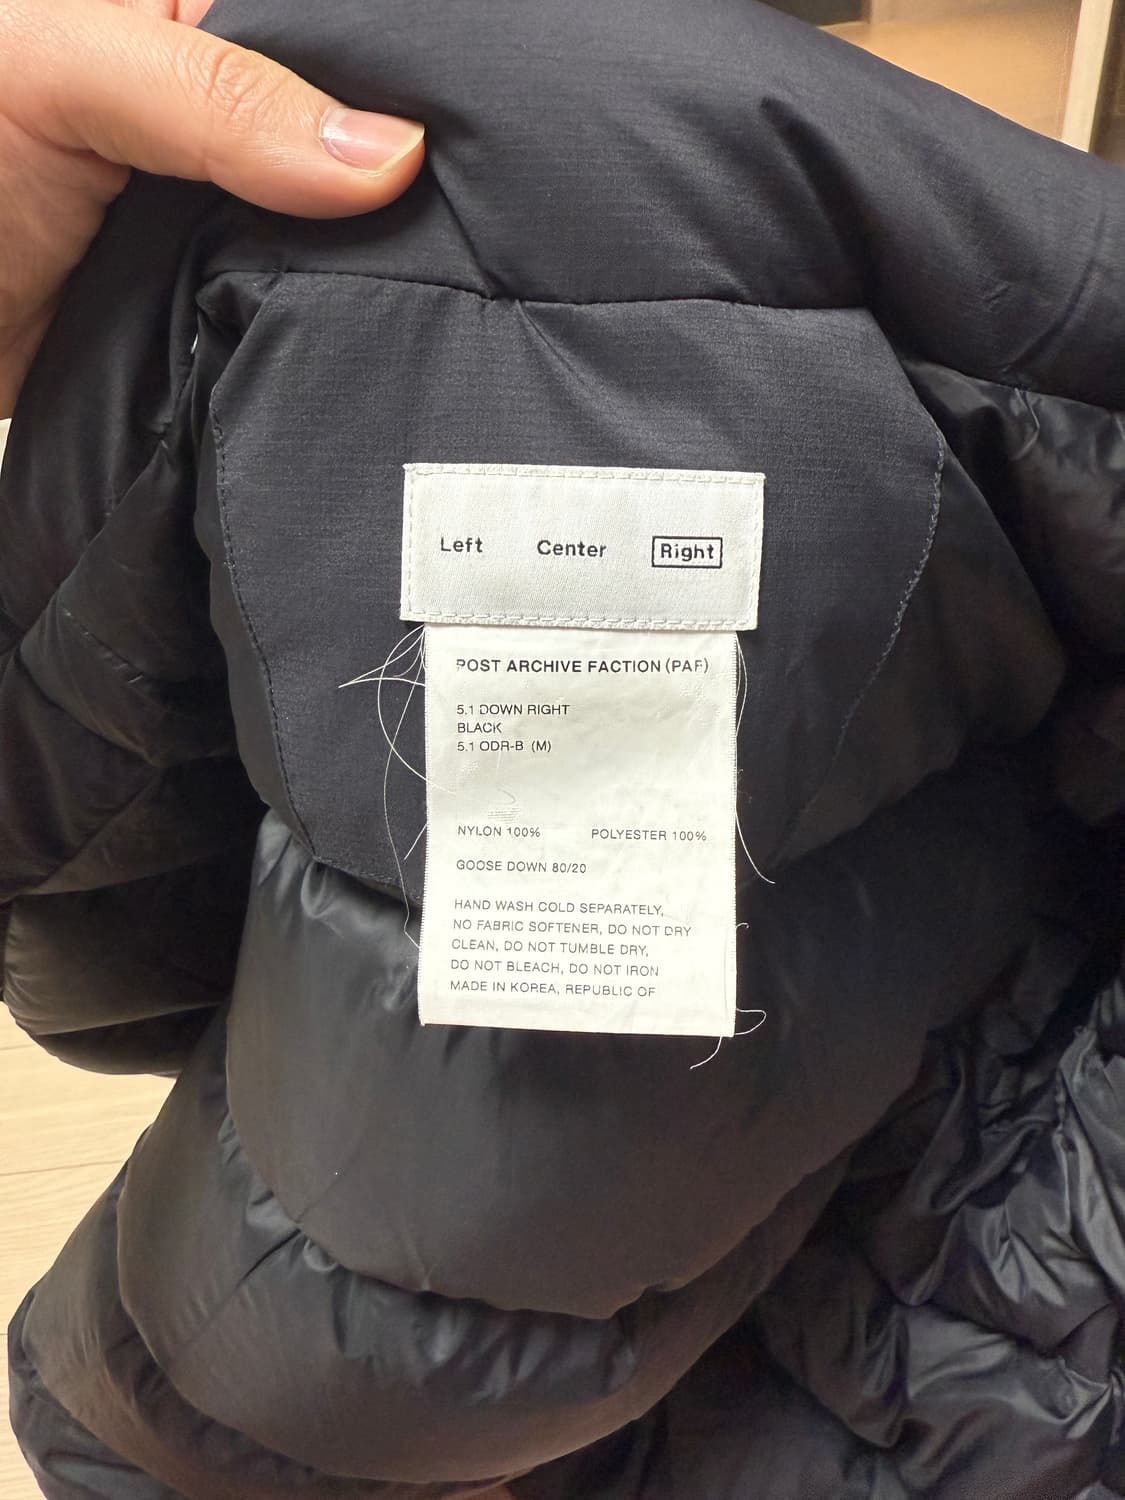 Left Center Right
POST ARCHIVE FACTION (PAF)
5.1 DOWN RIGHT
BLACK
5.1 ODR-B (M)
NYLON 100% POLYESTER 100%
GOOSE DOWN 80/20
HAND WASH COLD SEPARATELY,
NO FABRIC SOFTENER, DO NOT DRY
CLEAN, DO NOT TUMBLE DRY,
DO NOT BLEACH, DO NOT IRON
MADE IN KOREA, REPUBLIC OF